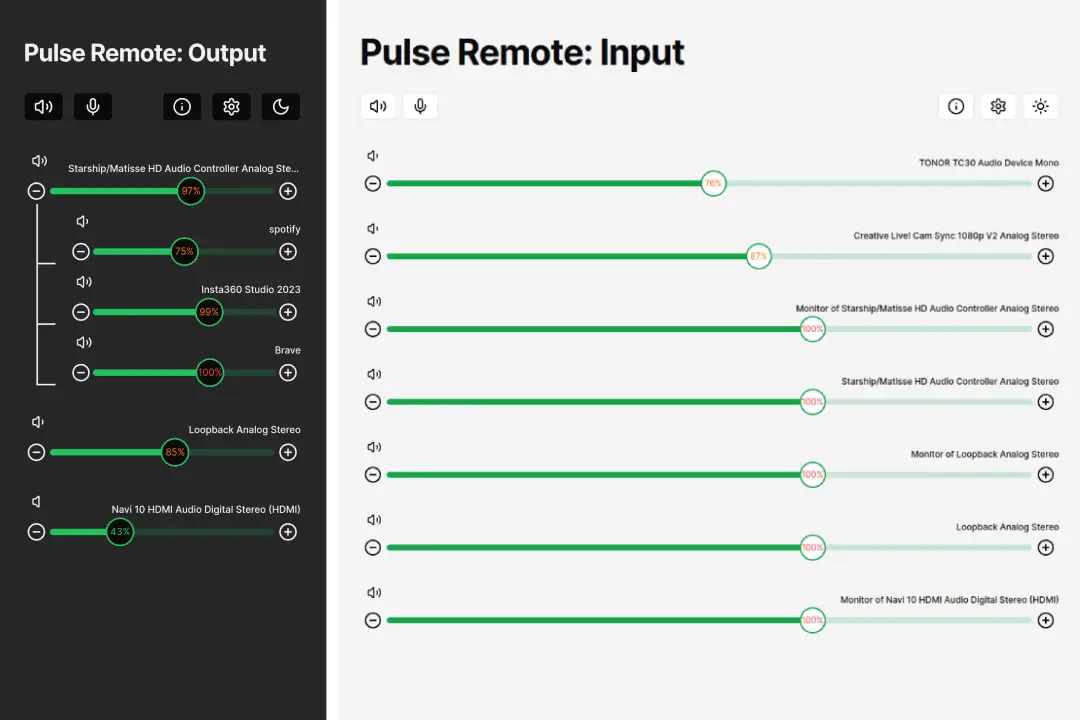 Pulse Remote: Output
Starship/Matisse HD Audio Controller Analog Ste...
97%
spotify
75%
Insta360 Studio 2023
99%
Brave
100%
Loopback Analog Stereo
85%
Navi 10 HDMI Audio Digital Stereo (HDMI)
43%
Pulse Remote: Input
TONOR TC30 Audio Device Mono
76%
Creative Live! Cam Sync 1080p V2 Analog Stereo
87%
Monitor of Starship/Matisse HD Audio Controller Analog Stereo
100%
Starship/Matisse HD Audio Controller Analog Stereo
100%
Monitor of Loopback Analog Stereo
100%
Loopback Analog Stereo
100%
Monitor of Navi 10 HDMI Audio Digital Stereo (HDMI)
100%